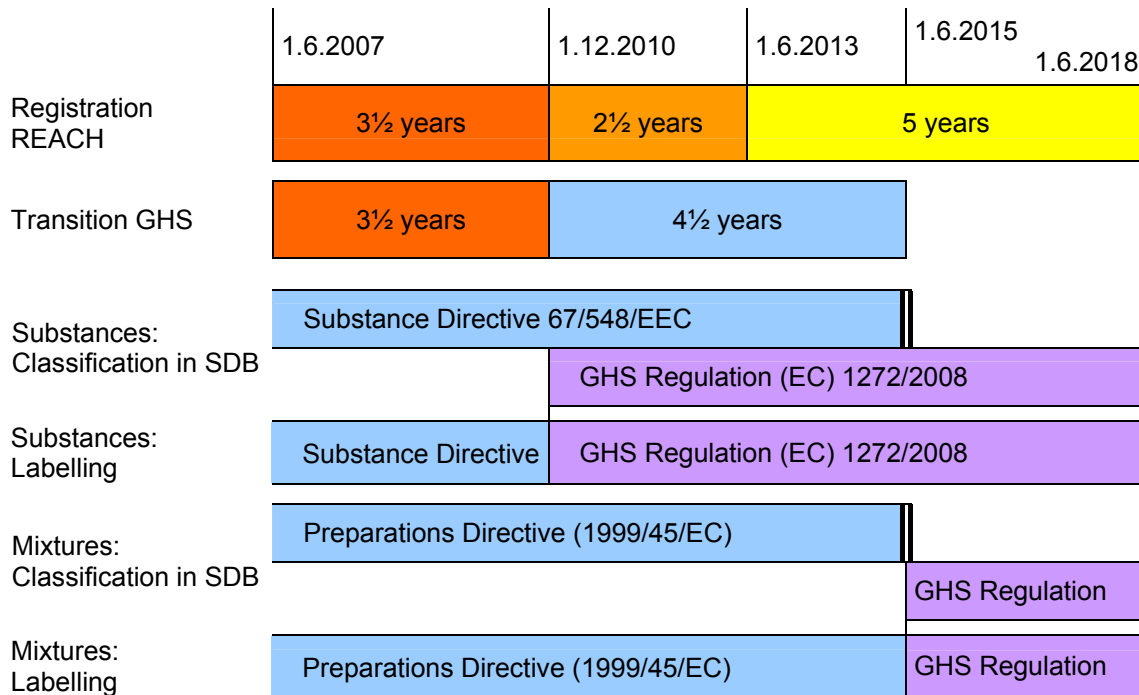 1.6.2007
1.12.2010
1.6.2013
1.6.2015
1.6.2018
Registration
REACH
3½ years
2½ years
5 years
Transition GHS
3½ years
4½ years
Substances:
Classification in SDB
Substance Directive 67/548/EEC
GHS Regulation (EC) 1272/2008
Substances:
Labelling
Substance Directive
GHS Regulation (EC) 1272/2008
Mixtures:
Classification in SDB
Preparations Directive (1999/45/EC)
GHS Regulation
Mixtures:
Labelling
Preparations Directive (1999/45/EC)
GHS Regulation